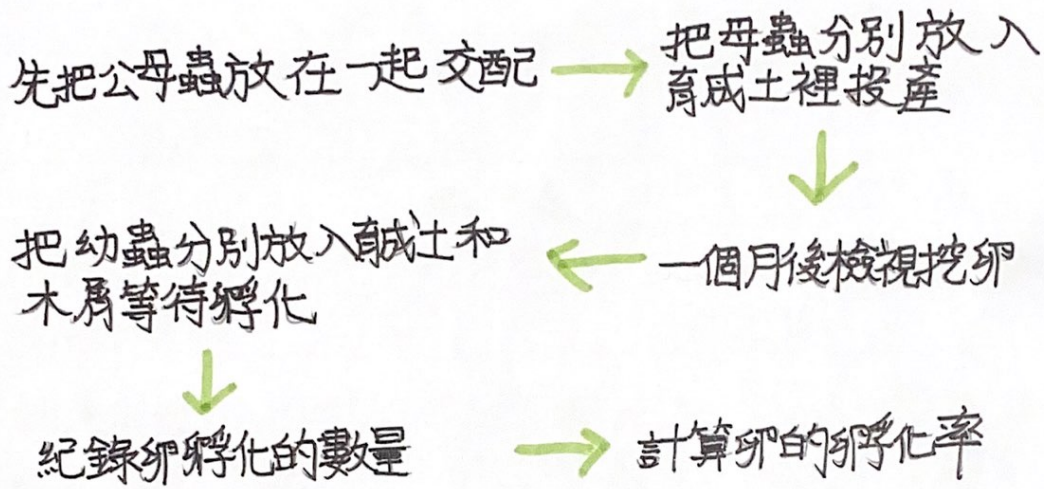 先把公母蟲放在一起交配
把母蟲分別放入
育成土裡投產
一個月後檢視挖卵
把幼蟲分別放入育成土和
木屑等待孵化
紀錄卵孵化的數量
計算卵的孵化率